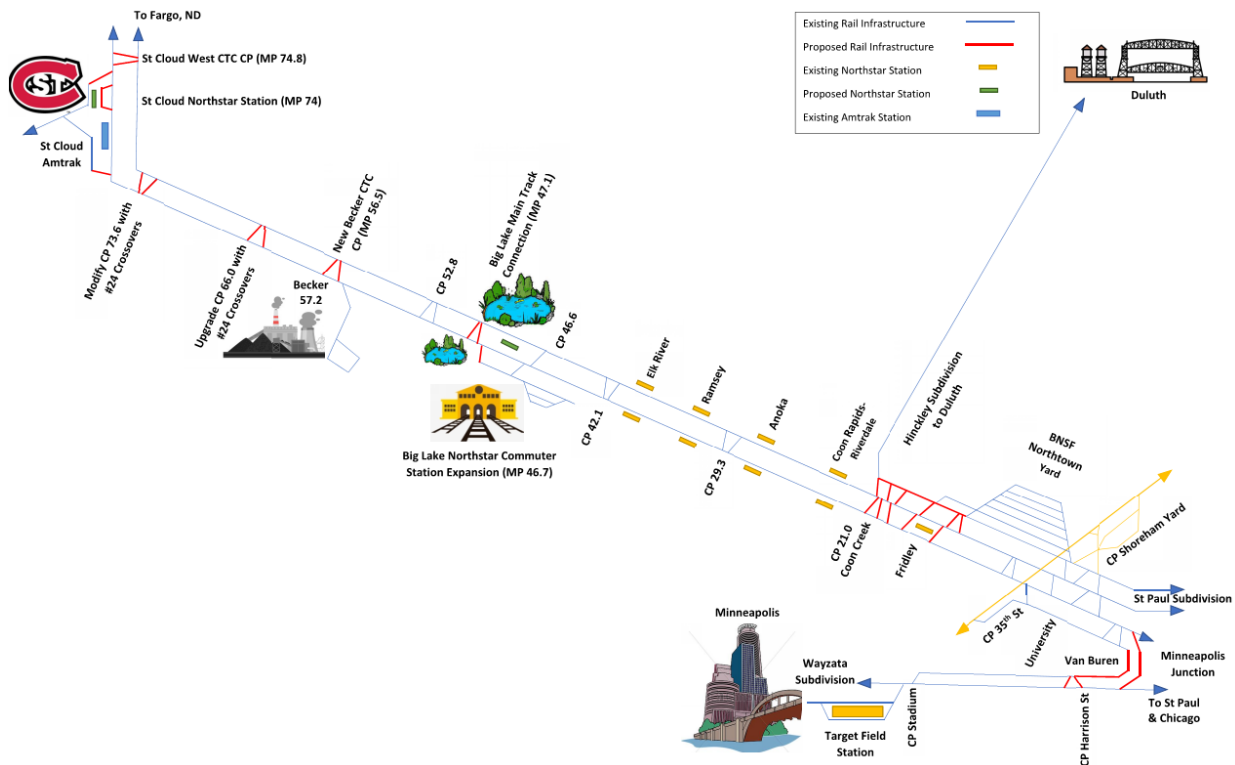 To Fargo, ND
St Cloud West CTC CP (MP 74.8)
St Cloud Northstar Station (MP 74)
St Cloud
Amtrak
Existing Rail Infrastructure
Proposed Rail Infrastructure
Existing Northstar Station
Proposed Northstar Station
Existing Amtrak Station
Duluth
Modify CP 73.6 with
#24 Crossovers
Upgrade CP 66.0 with
#24 Crossovers
Becker
57.2
New Becker CTC
CP (MP 56.5)
CP 52.8
Big Lake Main Track
Connection (MP 47.1)
CP 46.6
Big Lake Northstar Commuter
Station Expansion (MP 46.7)
CP 42.1
Elk River
Ramsey
CP 29.3
Anoka
Coon Rapids-
Riverdale
CP 21.0
Coon Creek
Hinckley Subdivision
to Duluth
Fridley
BNSF
Northtown
Yard
CP Shoreham Yard
St Paul Subdivision
CP 35th St
University
Van Buren
Minneapolis
Junction
Minneapolis
Wayzata
Subdivision
Target Field
Station
CP Stadium
CP Harrison St
To St Paul
& Chicago